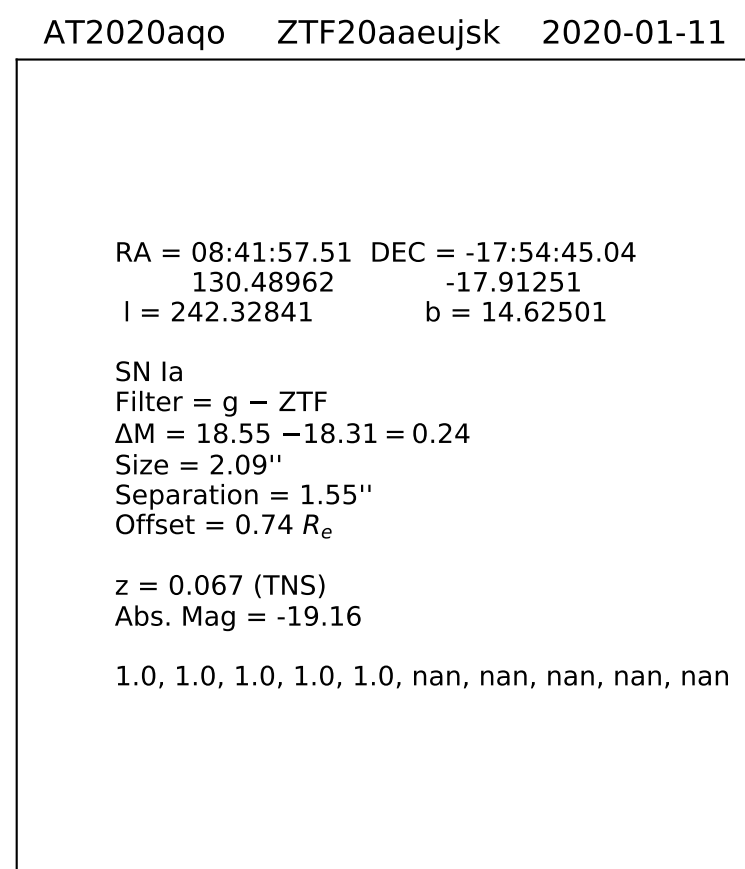 AT2020aqo ZTF20aaeujsk 2020-01-11
RA = 08:41:57.51 DEC = -17:54:45.04
130.48962 -17.91251
l = 242.32841 b = 14.62501
SN Ia
Filter = g − ZTF
ΔM = 18.55 −18.31 = 0.24
Size = 2.09''
Separation = 1.55''
Offset = 0.74 Rₑ
z = 0.067 (TNS)
Abs. Mag = -19.16
1.0, 1.0, 1.0, 1.0, 1.0, nan, nan, nan, nan, nan